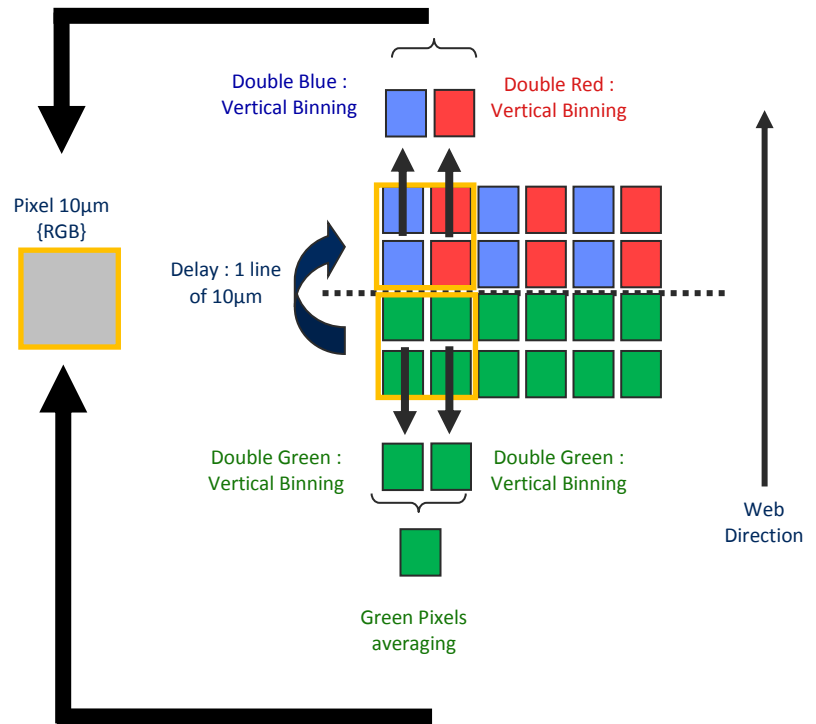 Double Blue :
Vertical Binning
Double Red :
Vertical Binning
Pixel 10µm
{RGB}
Delay : 1 line
of 10µm
Double Green :
Vertical Binning
Double Green :
Vertical Binning
Web
Direction
Green Pixels
averaging